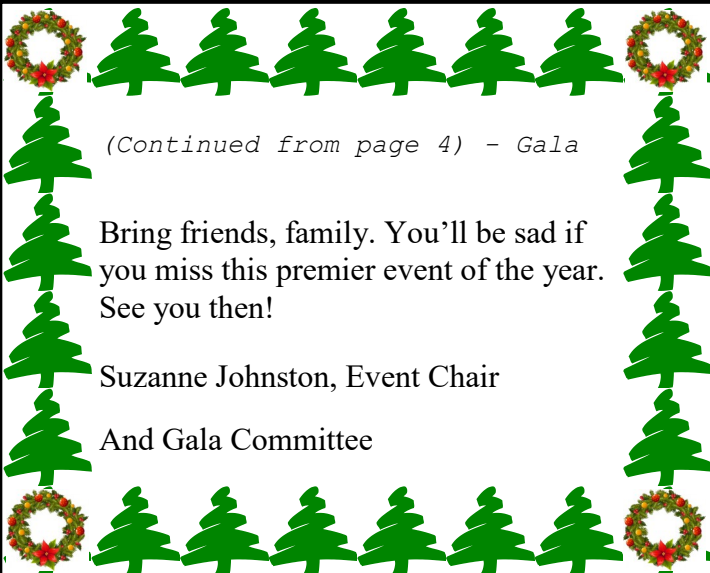 (Continued from page 4) - Gala
Bring friends, family. You’ll be sad if
you miss this premier event of the year.
See you then!
Suzanne Johnston, Event Chair
And Gala Committee